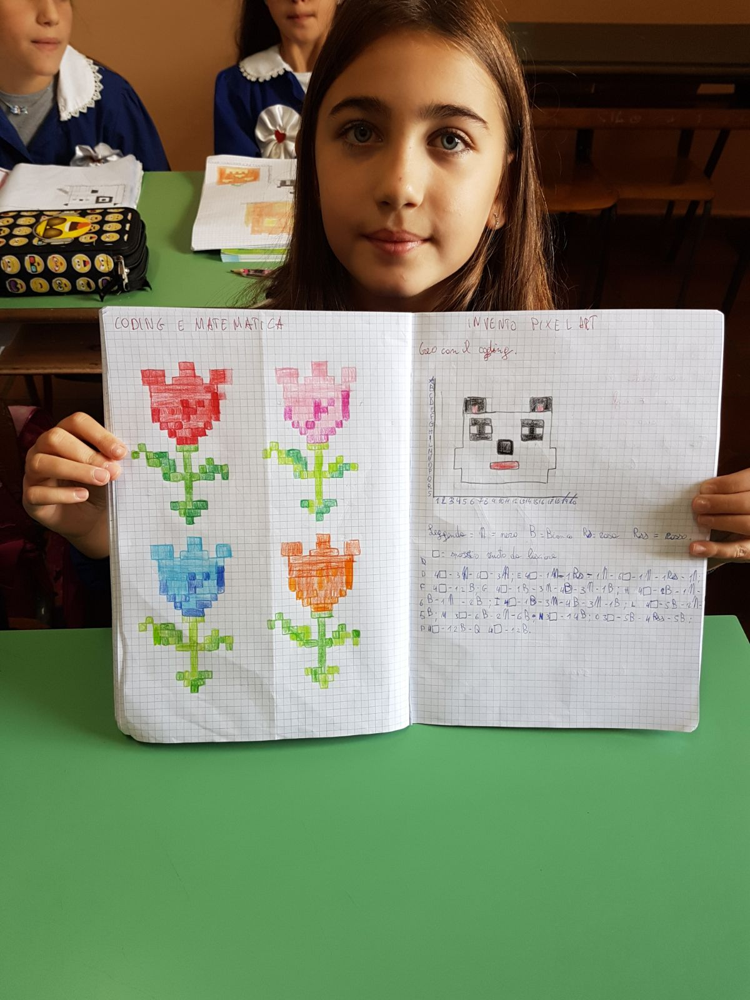 CODING E MATEMATICA
INVENTO PIXEL ART
Creo con il coding.
A
B
C
D
E
F
G
H
I
L
M
N
O
P
Q
R
S
1 2 3 4 5 6 7 8 9 10 11 12 13 14 15 16 17 18 19 20
Leggenda = N = nero B = Bianco Rs = rosa Rss = rosso.
□ = spazio vuoto da lasciare
D 4□ - 3N - 6□ - 3N; E 4□ - 1N - 1Rs - 1N - 6□ - 1N - 1Rs - 1N;
F 4□ - 12B. G 4□ - 1B - 3N - 4B - 3N - 1B; H 4□ - 2B - 1N -
6B - 1N - 2B; I 4□ - 1B - 3N - 4B - 3N - 1B; L 4□ - 5B - 2N -
5B; M 3□ - 6B - 2N - 6B. N 3□ - 14B; O 3□ - 5B - 4Rss - 5B;
P 4□ - 12B - Q 4□ - 12B.